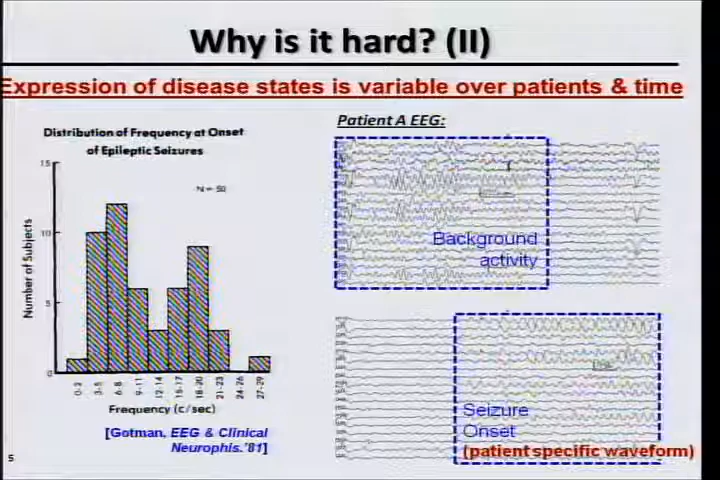 Why is it hard? (II)
Expression of disease states is variable over patients & time
Distribution of Frequency at Onset
of Epileptic Seizures
N = 50
15
10
5
0
Number of Subjects
0-2
3-5
6-8
9-11
12-14
15-17
18-20
21-23
24-26
27-29
Frequency (c/sec)
[Gotman, EEG & Clinical
Neurophis.'81]
Patient A EEG:
Background
activity
Seizure
Onset
(patient specific waveform)
5